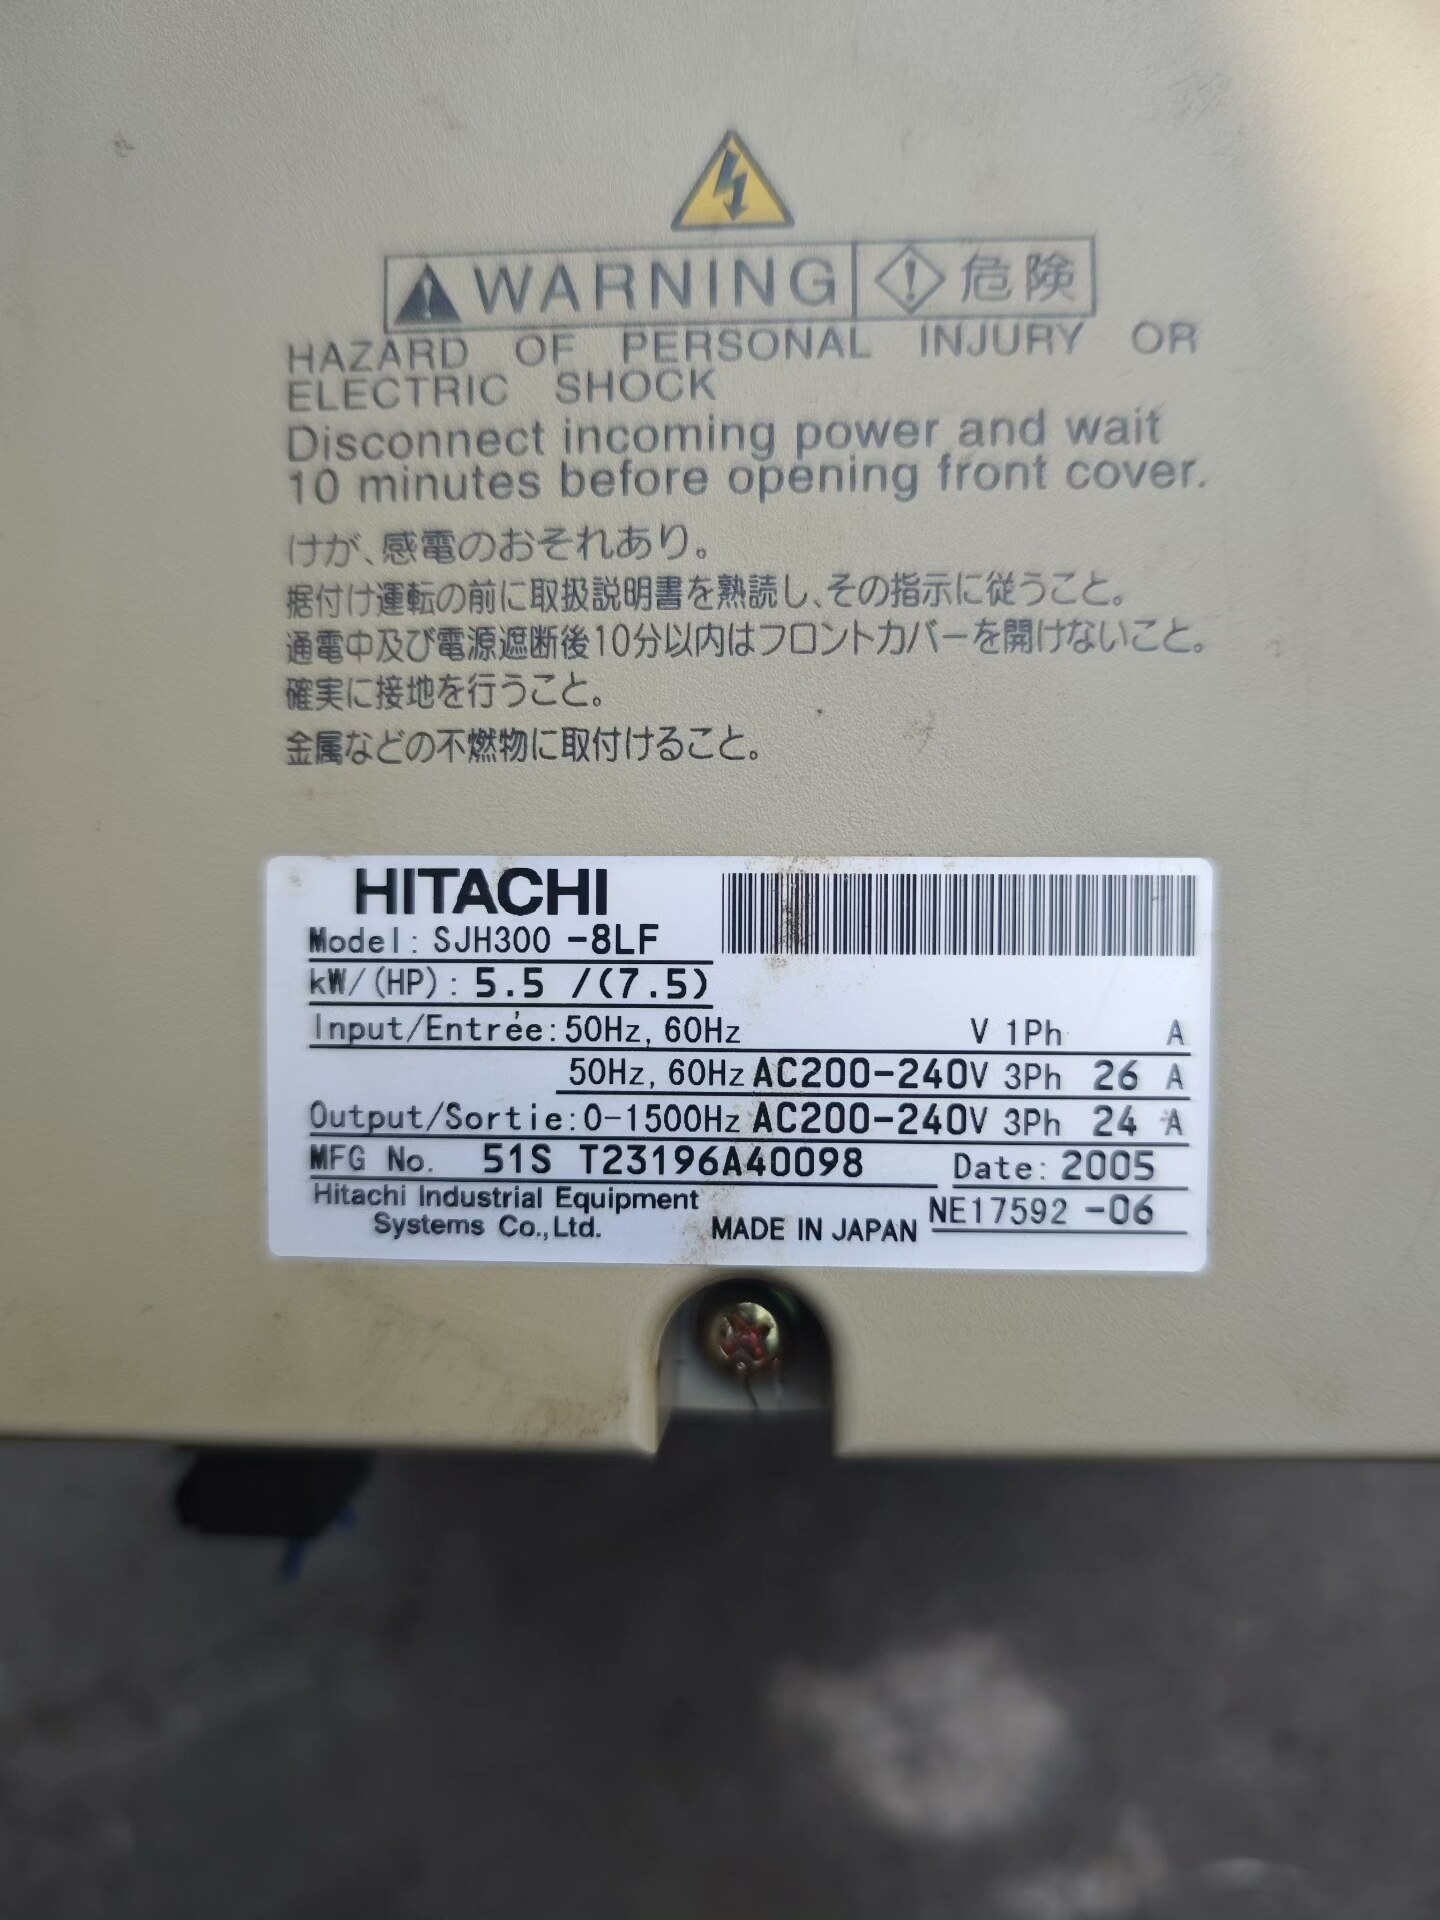 WARNING 危険
HAZARD OF PERSONAL INJURY OR
ELECTRIC SHOCK
Disconnect incoming power and wait
10 minutes before opening front cover.
けが、感電のおそれあり。
据付け運転の前に取扱説明書を熟読し、その指示に従うこと。
通電中及び電源遮断後10分以内はフロントカバーを開けないこと。
確実に接地を行うこと。
金属などの不燃物に取付けること。
HITACHI
Model: SJH300 -8LF
kW/(HP): 5.5 /(7.5)
Input/Entrée: 50Hz, 60Hz V 1Ph A
50Hz, 60Hz AC200-240V 3Ph 26 A
Output/Sortie: 0-1500Hz AC200-240V 3Ph 24 A
MFG No. 51S T23196A40098 Date: 2005
Hitachi Industrial Equipment
Systems Co., Ltd. MADE IN JAPAN NE17592 -06